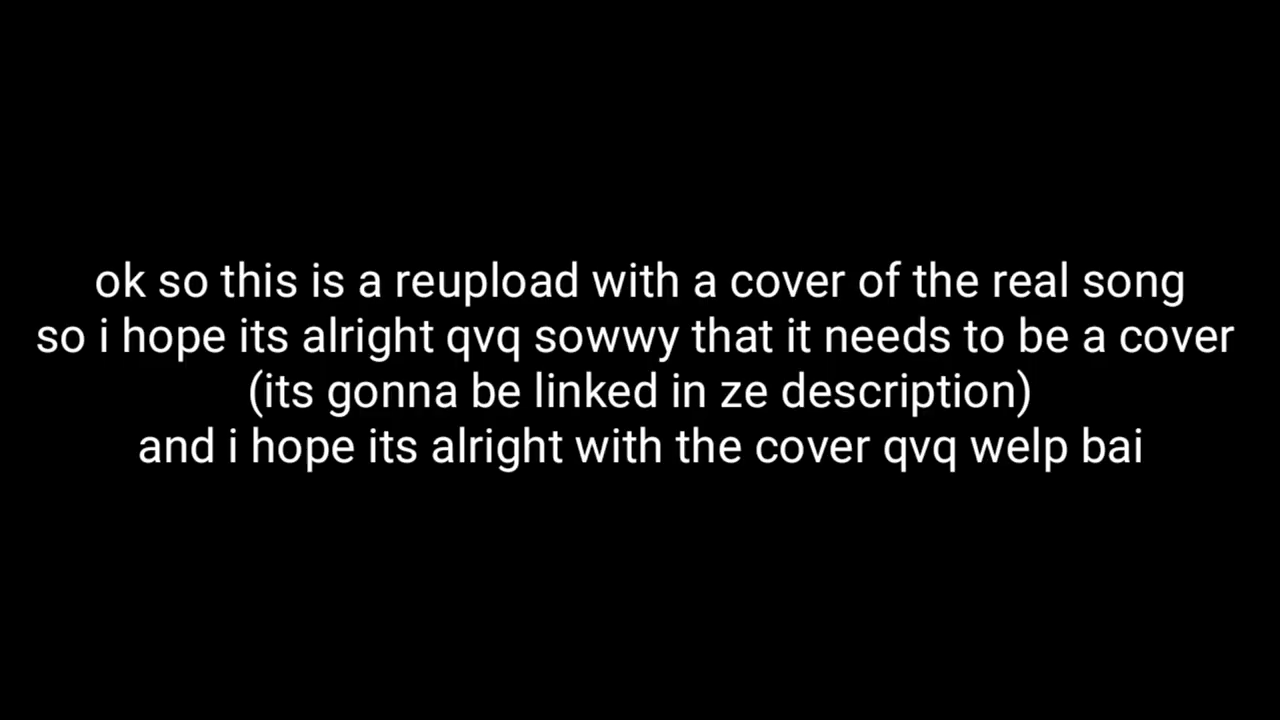 ok so this is a reupload with a cover of the real song
so i hope its alright qvq sowwy that it needs to be a cover
(its gonna be linked in ze description)
and i hope its alright with the cover qvq welp bai